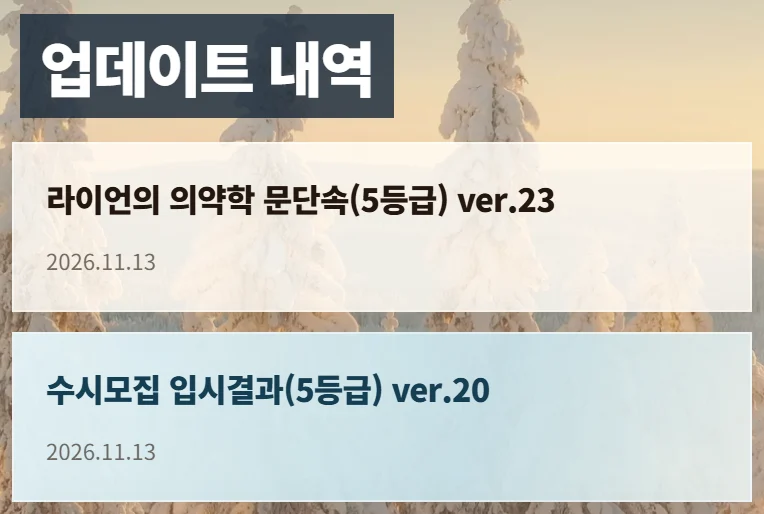 업데이트 내역
라이언의 의약학 문단속(5등급) ver.23
2026.11.13
수시모집 입시결과(5등급) ver.20
2026.11.13